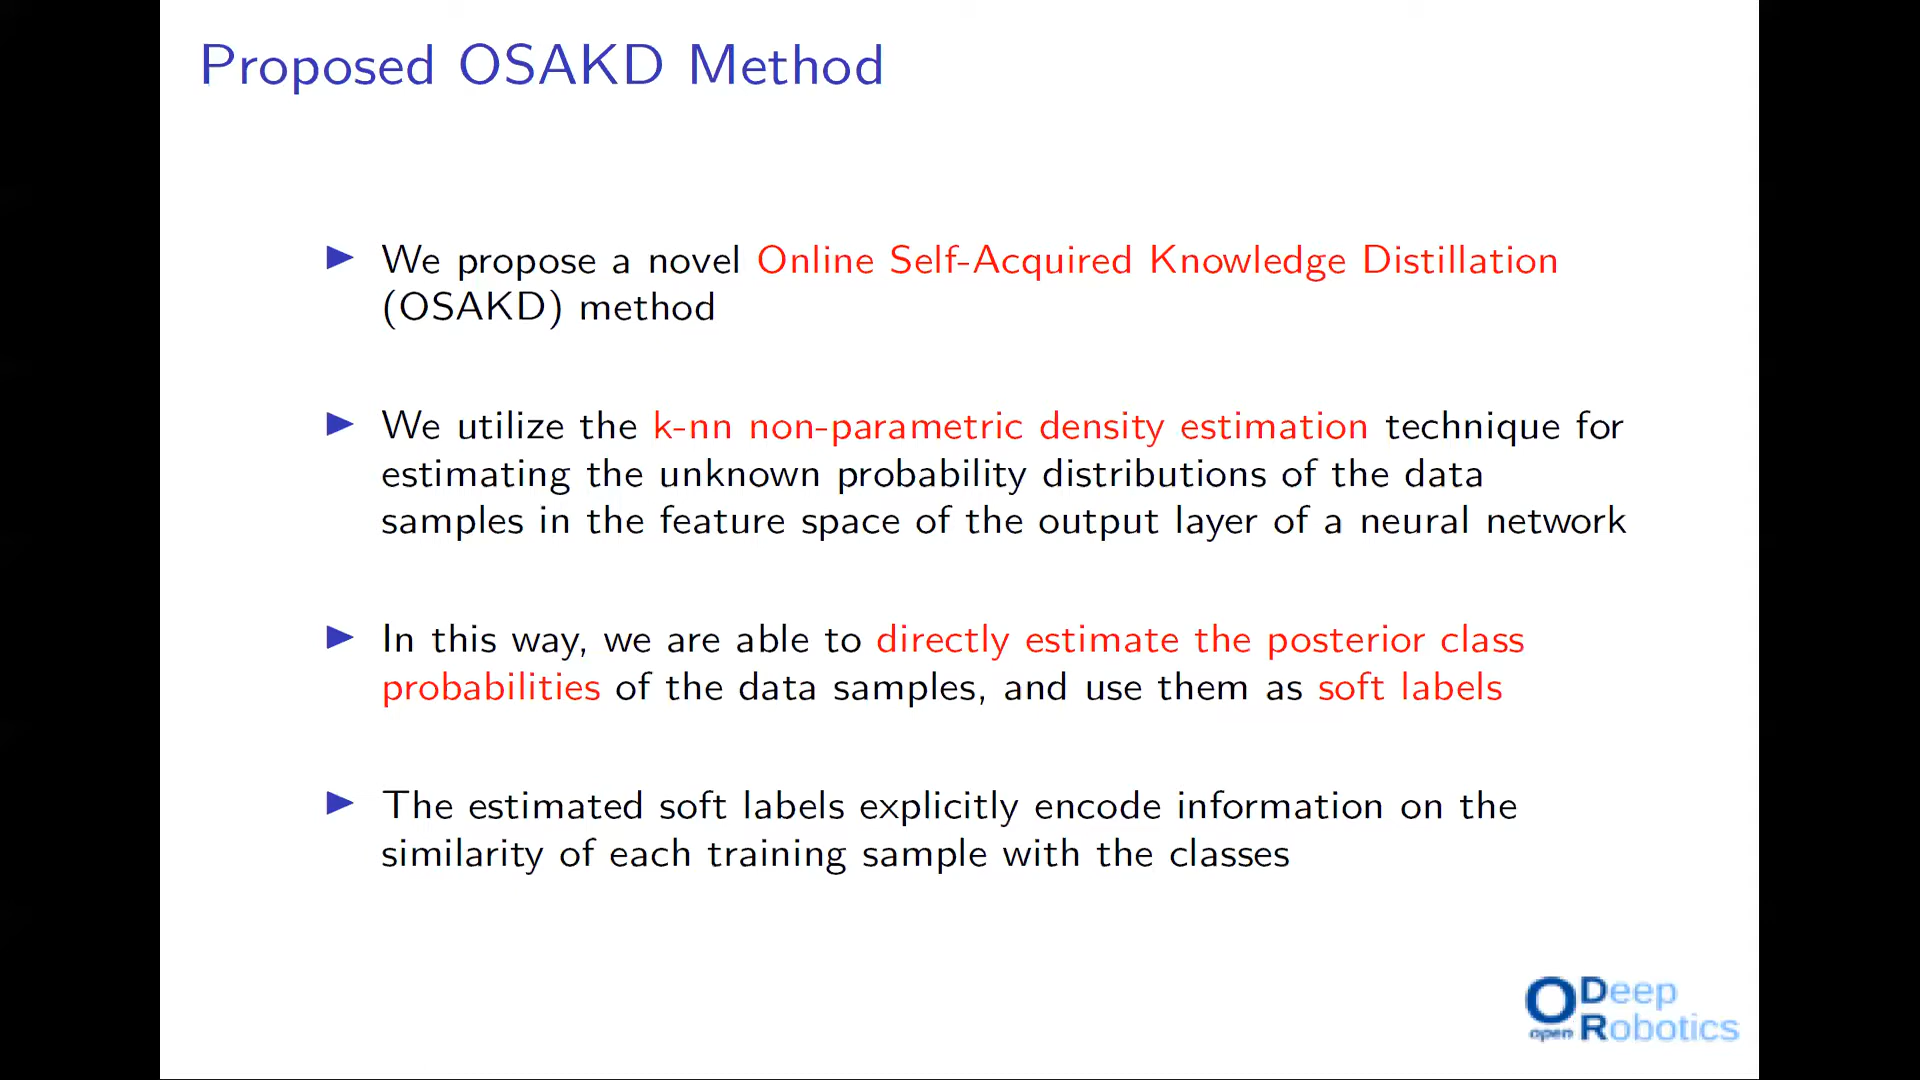 Proposed OSAKD Method
We propose a novel Online Self-Acquired Knowledge Distillation
(OSAKD) method
We utilize the k-nn non-parametric density estimation technique for
estimating the unknown probability distributions of the data
samples in the feature space of the output layer of a neural network
In this way, we are able to directly estimate the posterior class
probabilities of the data samples, and use them as soft labels
The estimated soft labels explicitly encode information on the
similarity of each training sample with the classes
Open Deep
Robotics